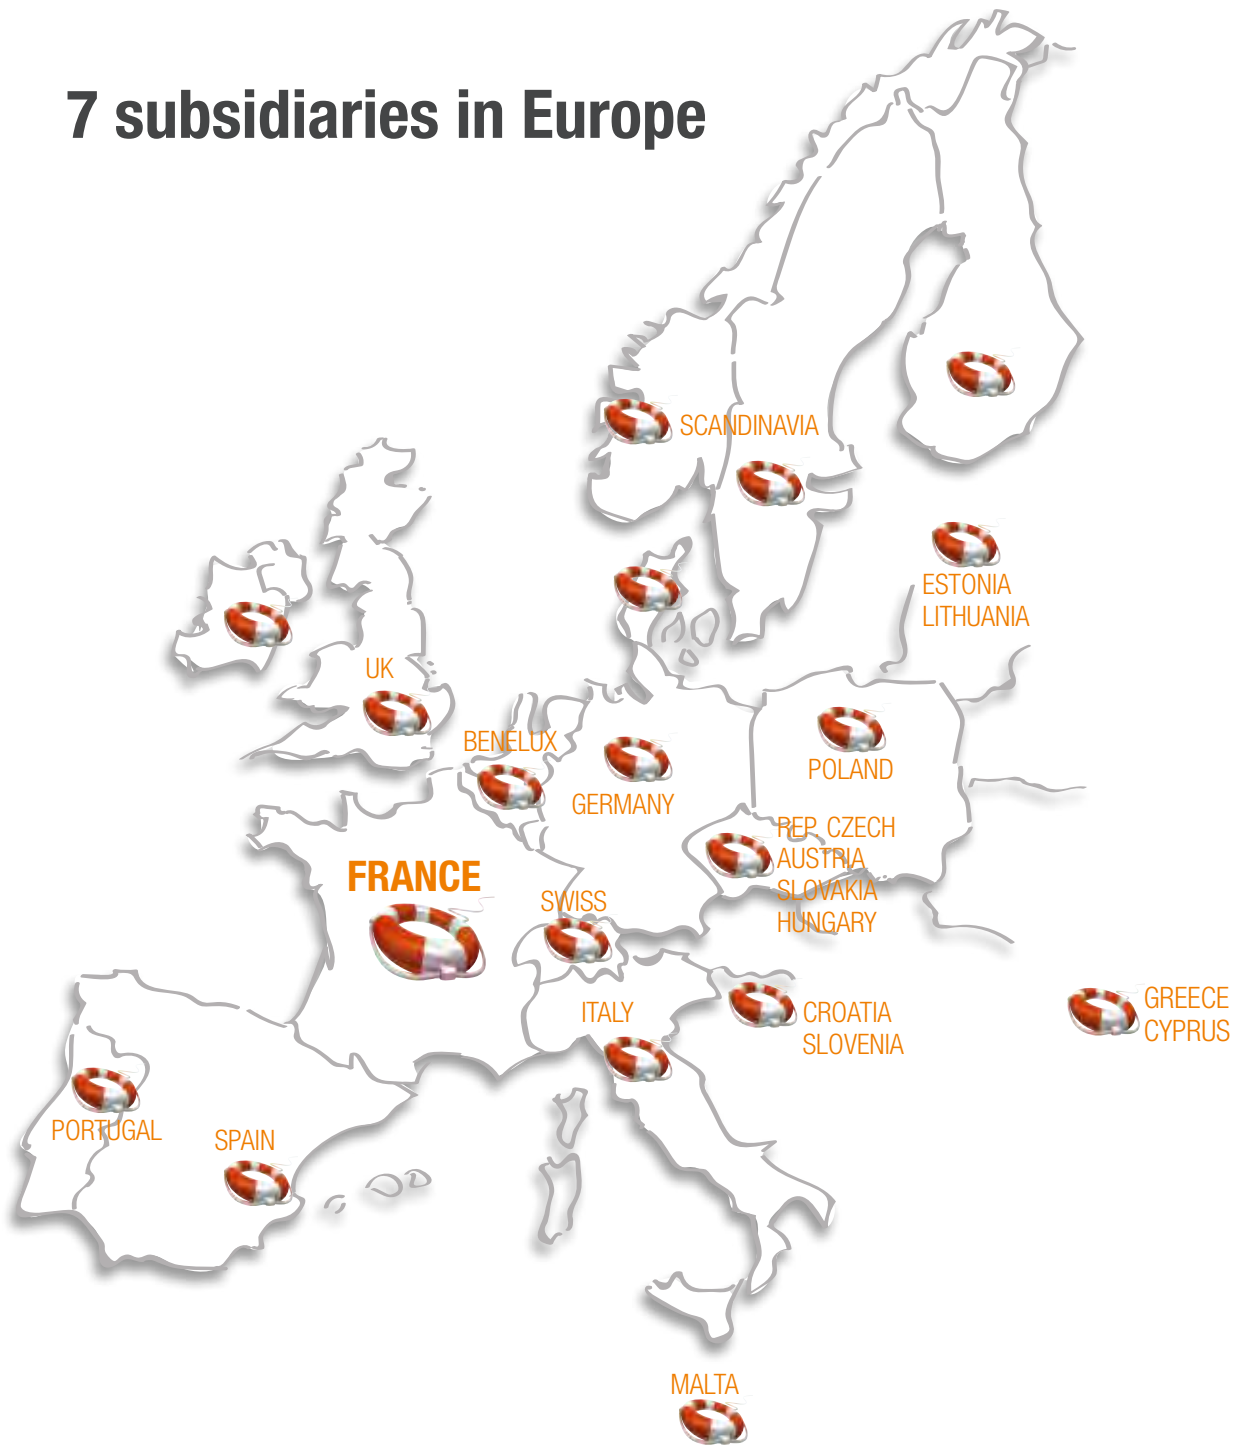 7 subsidiaries in Europe
SCANDINAVIA
ESTONIA
LITHUANIA
UK
BENELUX
POLAND
GERMANY
REP. CZECH
AUSTRIA
SLOVAKIA
HUNGARY
FRANCE
SWISS
ITALY
CROATIA
SLOVENIA
GREECE
CYPRUS
PORTUGAL
SPAIN
MALTA